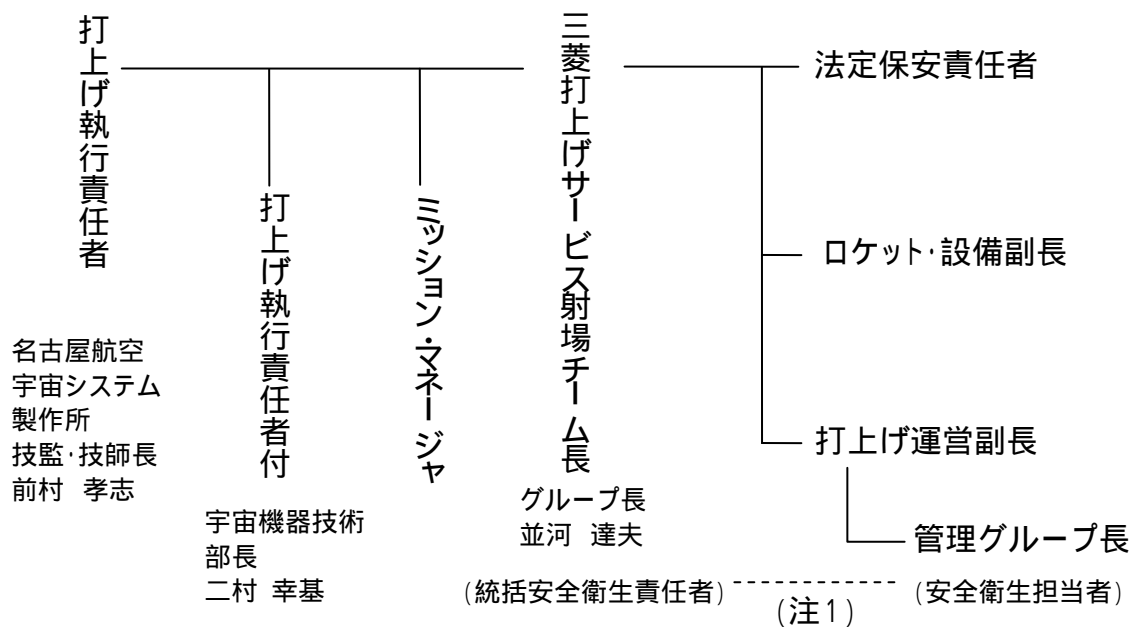 打上げ執行責任者
名古屋航空
宇宙システム
製作所
技監・技師長
前村 孝志
打上げ執行責任者付
宇宙機器技術
部長
二村 幸基
ミッション・マネージャ
三菱打上げサービス射場チーム長
グループ長
並河 達夫
(統括安全衛生責任者)
(注1)
法定保安責任者
ロケット・設備副長
打上げ運営副長
管理グループ長
(安全衛生担当者)